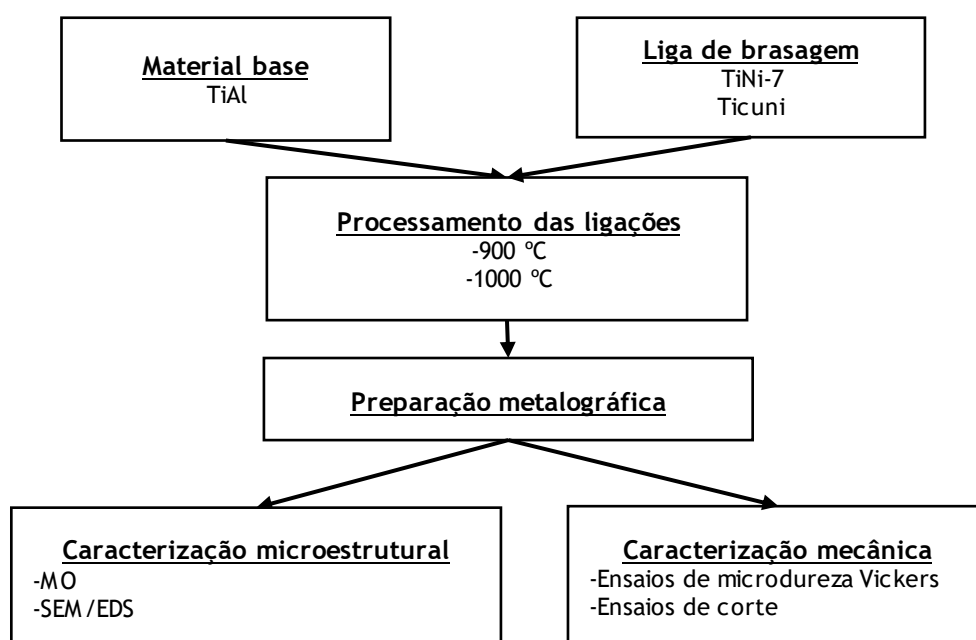 Material base
TiAl
Liga de brasagem
TiNi-7
Ticuni
Processamento das ligações
-900 ºC
-1000 ºC
Preparação metalográfica
Caracterização microestrutural
-MO
-SEM/EDS
Caracterização mecânica
-Ensaios de microdureza Vickers
-Ensaios de corte